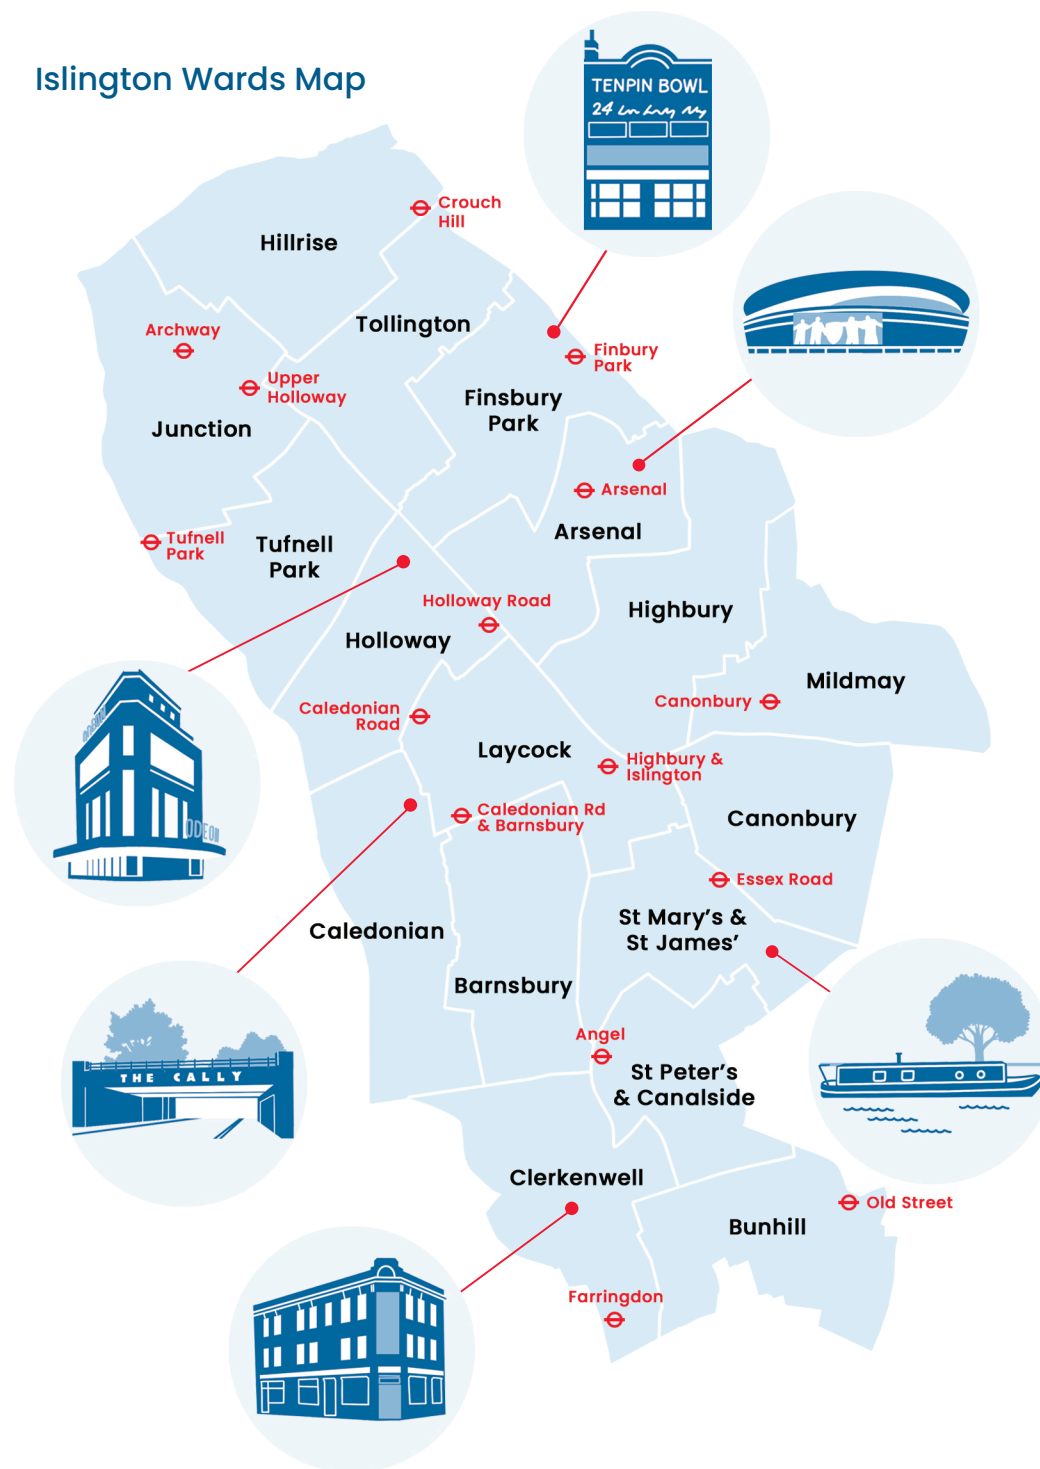 Islington Wards Map
TENPIN BOWL
24
Crouch
Hill
Hillrise
Tollington
Archway
Finbury
Park
Upper
Holloway
Finsbury
Park
Junction
Arsenal
Arsenal
Tufnell
Park
Tufnell
Park
Holloway Road
Highbury
Holloway
Mildmay
Canonbury
Caledonian
Road
Laycock
Highbury &
Islington
ODEON
Caledonian Rd
& Barnsbury
Canonbury
ODEON
Essex Road
St Mary's &
St James'
Caledonian
Barnsbury
Angel
St Peter's
& Canalside
THE CALLY
Clerkenwell
Old Street
Bunhill
Farringdon